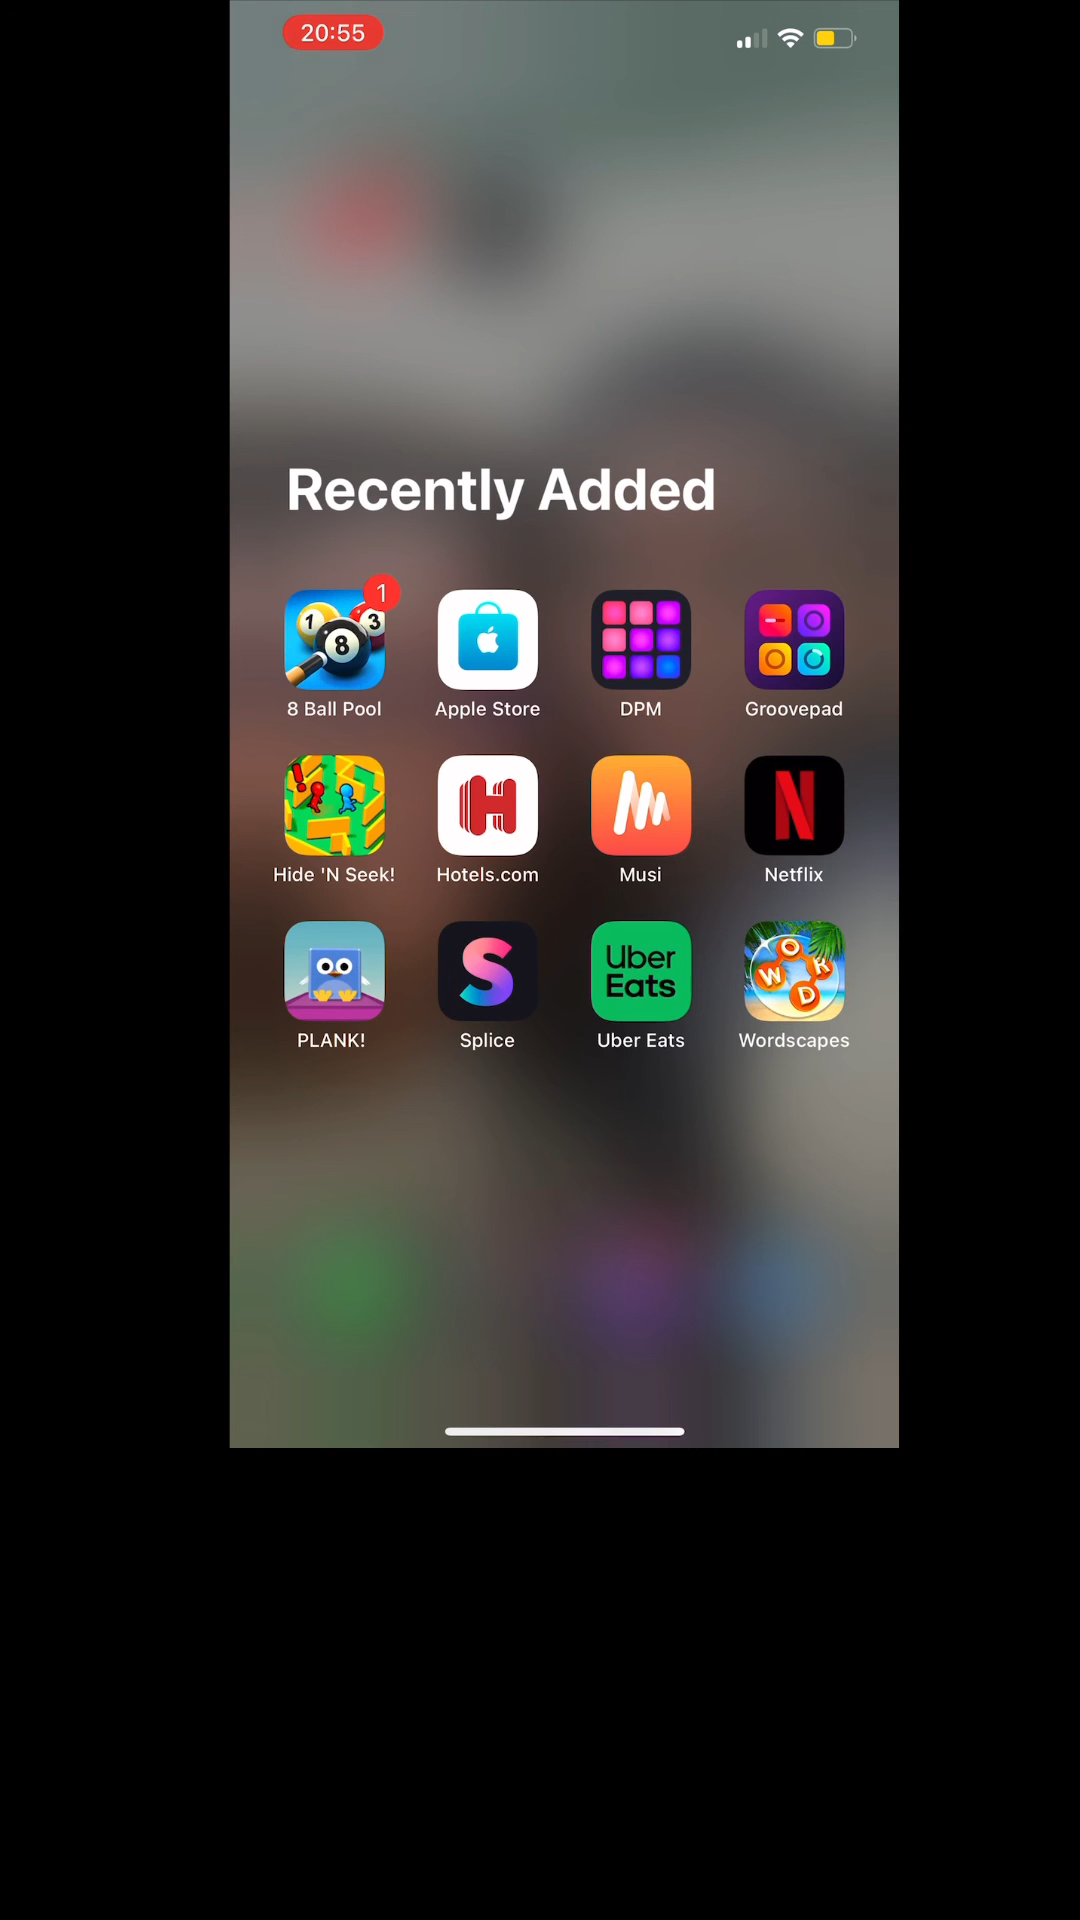 20:55
Recently Added
1
1 3
8
8 Ball Pool
Apple Store
DPM
Groovepad
Hide 'N Seek!
H
Hotels.com
Musi
N
Netflix
PLANK!
S
Splice
Uber
Eats
Uber Eats
W O R D
Wordscapes